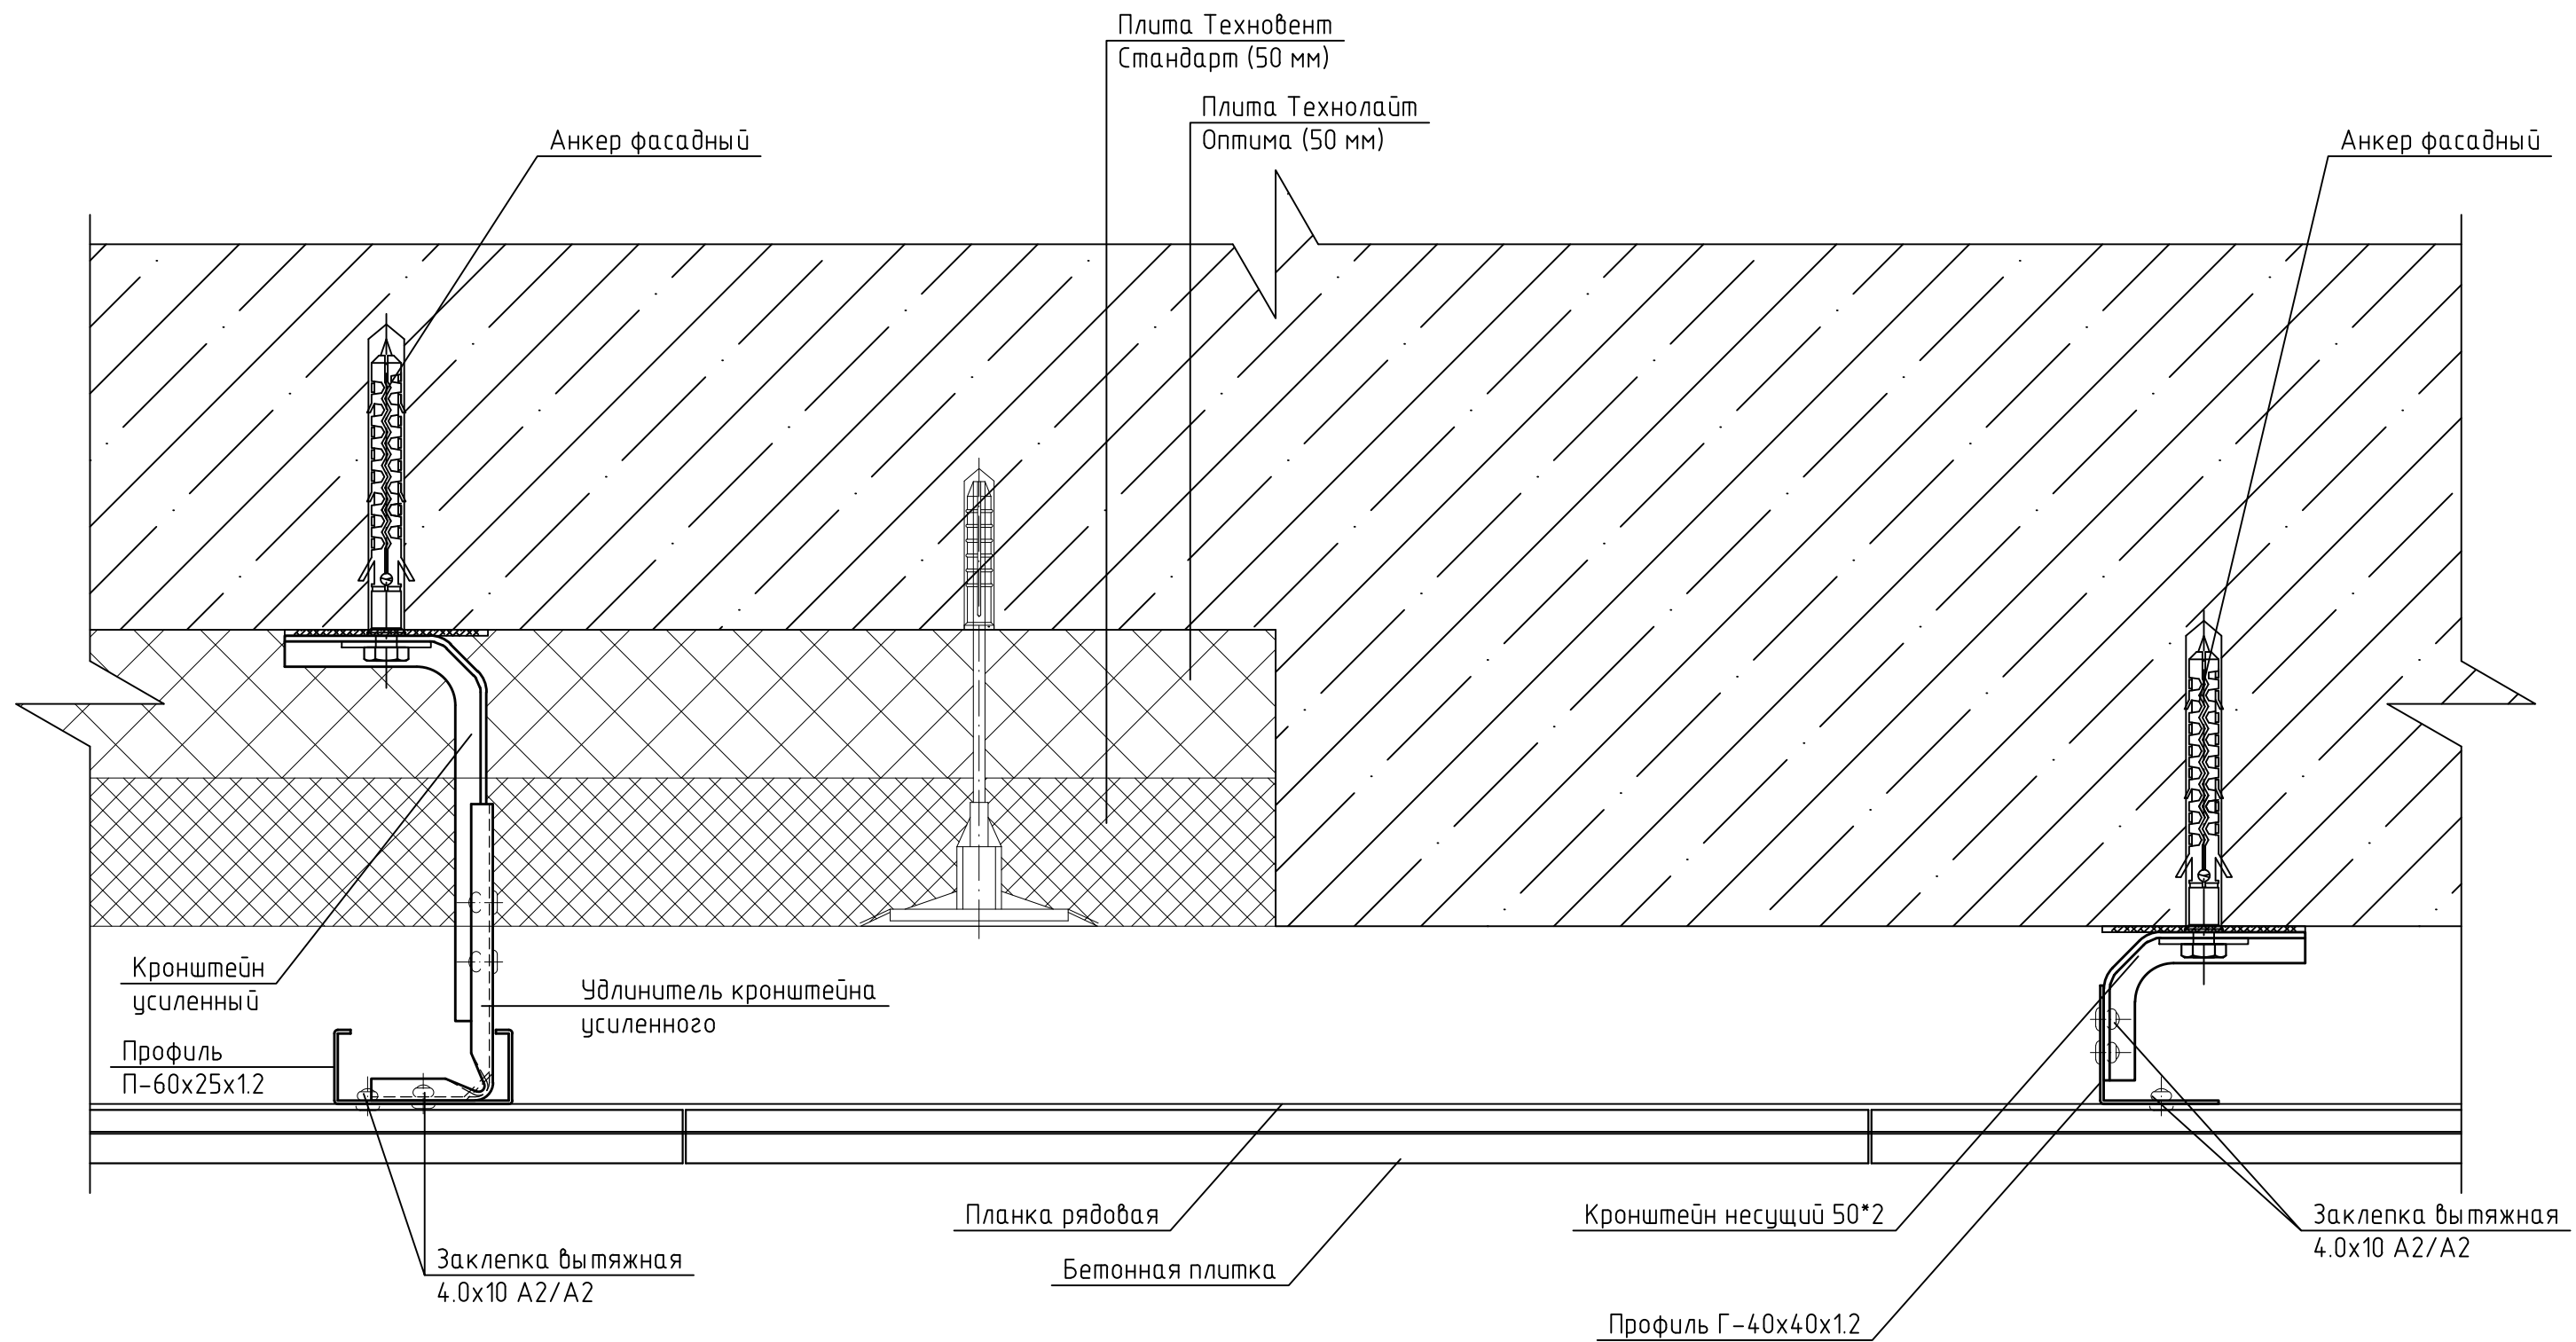 Плита Техновент
Стандарт (50 мм)
Плита Технолайт
Оптима (50 мм)
Анкер фасадный
Анкер фасадный
Кронштейн
усиленный
Удлинитель кронштейна
усиленного
Профиль
П-60х25х1.2
Планка рядовая
Кронштейн несущий 50*2
Заклепка вытяжная
4.0х10 А2/А2
Заклепка вытяжная
4.0х10 А2/А2
Бетонная плитка
Профиль Г-40х40х1.2